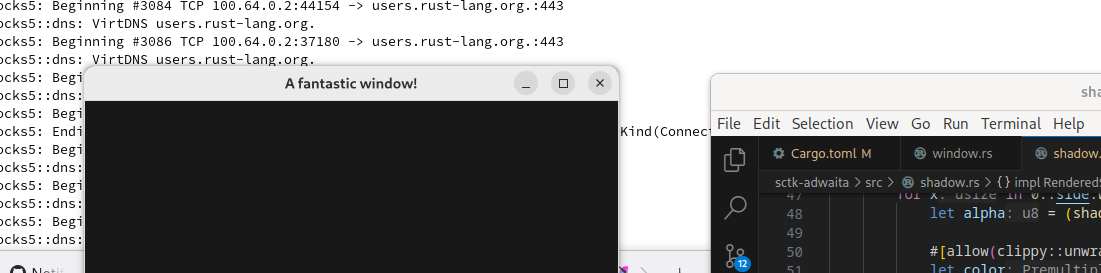 ocks5: Beginning #3084 TCP 100.64.0.2:44154 -> users.rust-lang.org.:443
ocks5::dns: VirtDNS users.rust-lang.org.
ocks5: Beginning #3086 TCP 100.64.0.2:37180 -> users.rust-lang.org.:443
ocks5::dns: VirtDNS users.rust-lang.org.
ocks5: Begi
ocks5::dns:
ocks5: Begi
ocks5: Endi
Kind(Connec
ocks5: Begi
ocks5::dns:
ocks5: Begi
ocks5::dns:
ocks5: Begi
ocks5::dns:
A fantastic window!
sha
File Edit Selection View Go Run Terminal Help
Cargo.toml M
window.rs
shadow.
sctk-adwaita > src > shadow.rs > {} impl RenderedS
47 for x: usize in 0..side.w
48 let alpha: u8 = (shad
49
50 #[allow(clippy::unwra
51 let color: Premultipl
12